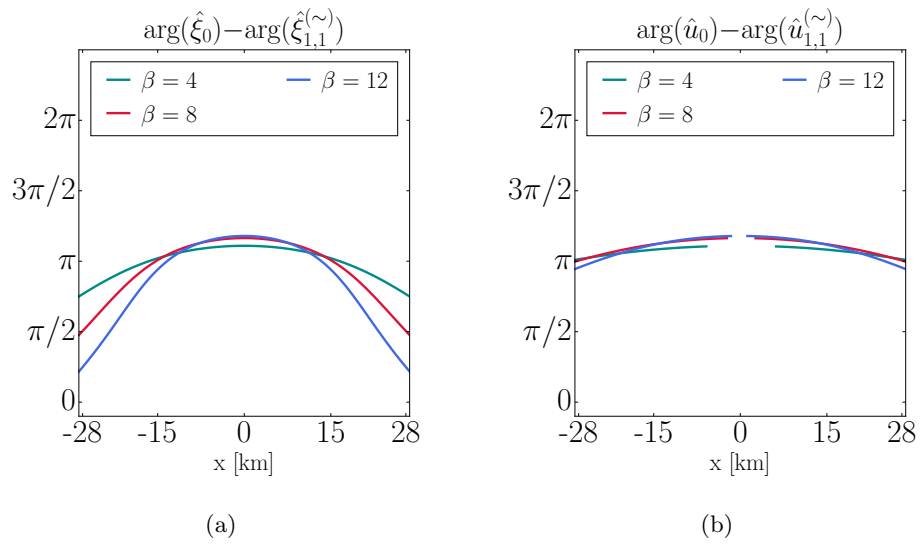 arg(ξ̂₀)−arg(ξ̂₁,₁⁽~⁾)
β = 4
β = 12
β = 8
2π
3π/2
π
π/2
0
-28 -15 0 15 28
x [km]
(a)
arg(û₀)−arg(û₁,₁⁽~⁾)
β = 4
β = 12
β = 8
2π
3π/2
π
π/2
0
-28 -15 0 15 28
x [km]
(b)